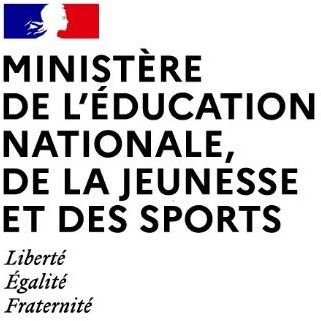 MINISTÈRE
DE L'ÉDUCATION
NATIONALE,
DE LA JEUNESSE
ET DES SPORTS
Liberté
Égalité
Fraternité